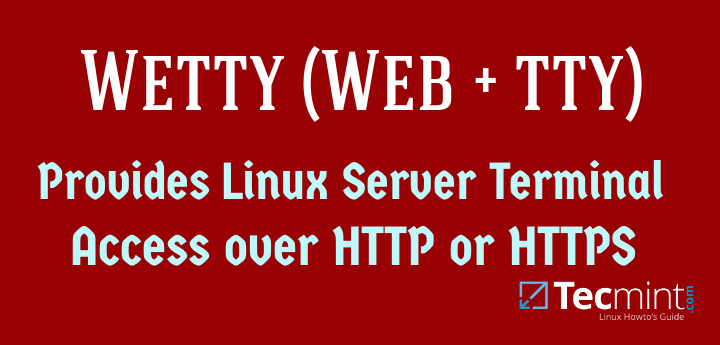 Wetty (Web + tty)
Provides Linux Server Terminal
Access over HTTP or HTTPS
Tecmint.com
Linux Howto's Guide